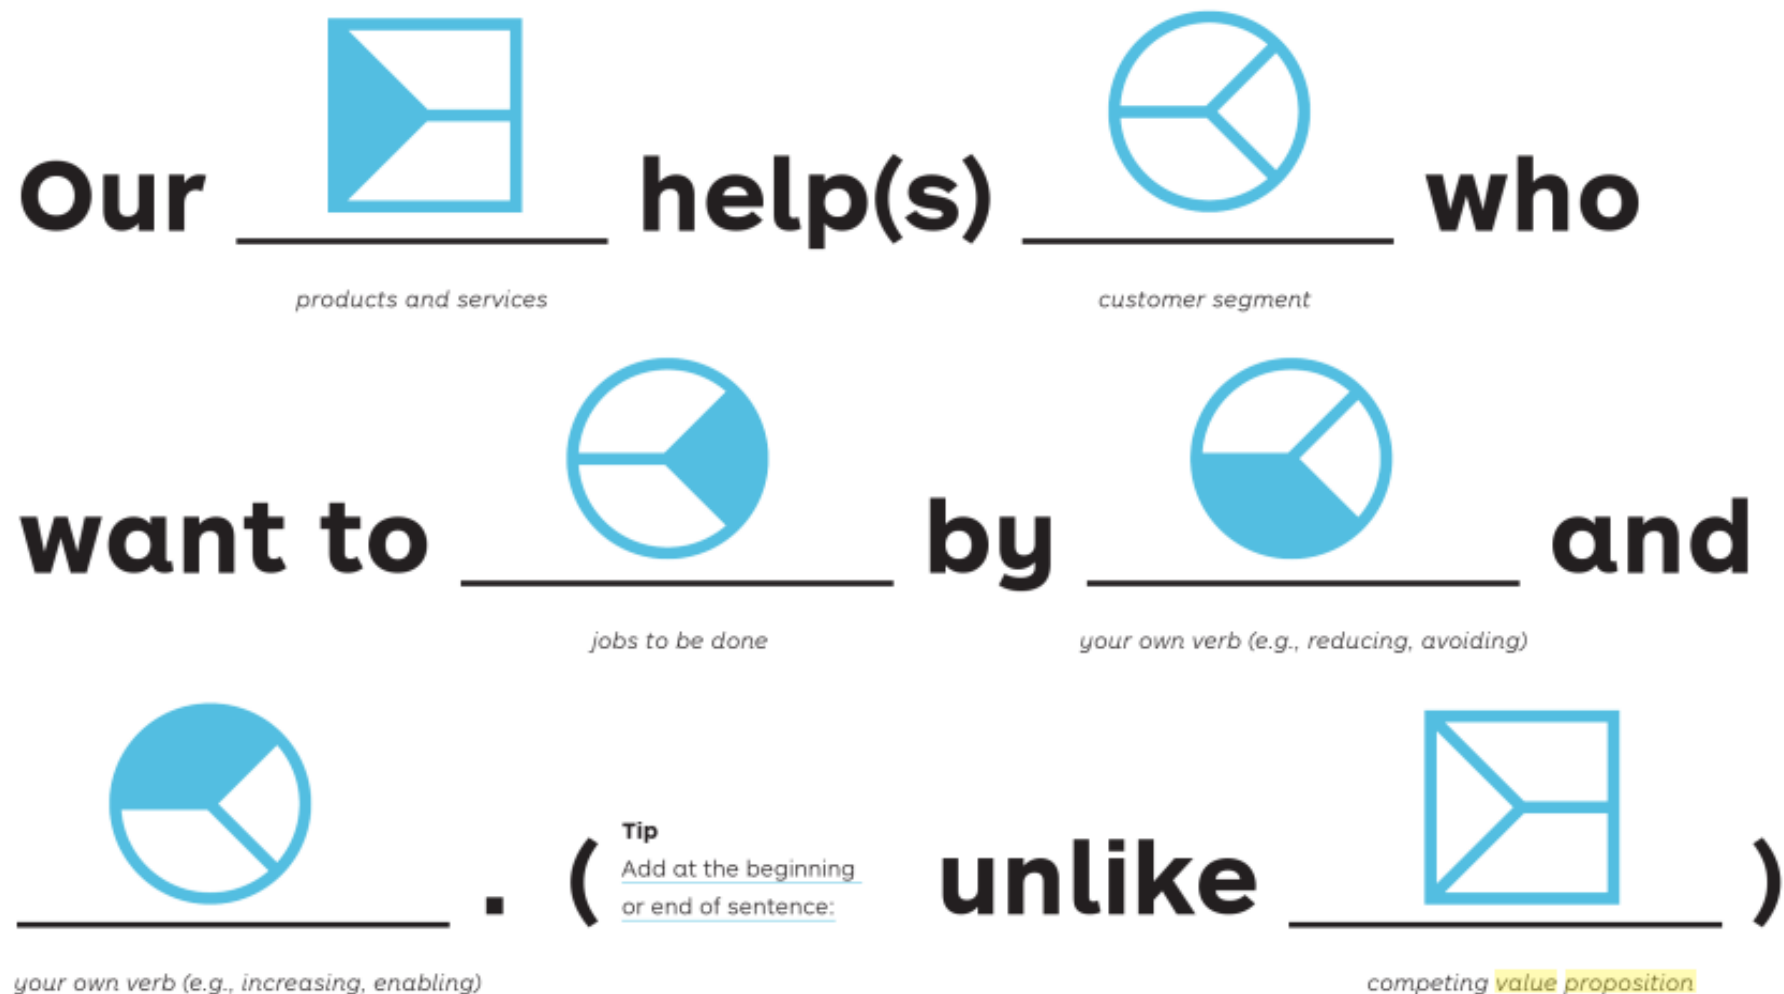 Our help(s) who
products and services customer segment
want to by and
jobs to be done your own verb (e.g., reducing, avoiding)
. ( Tip
Add at the beginning
or end of sentence:
unlike )
your own verb (e.g., increasing, enabling) competing value proposition